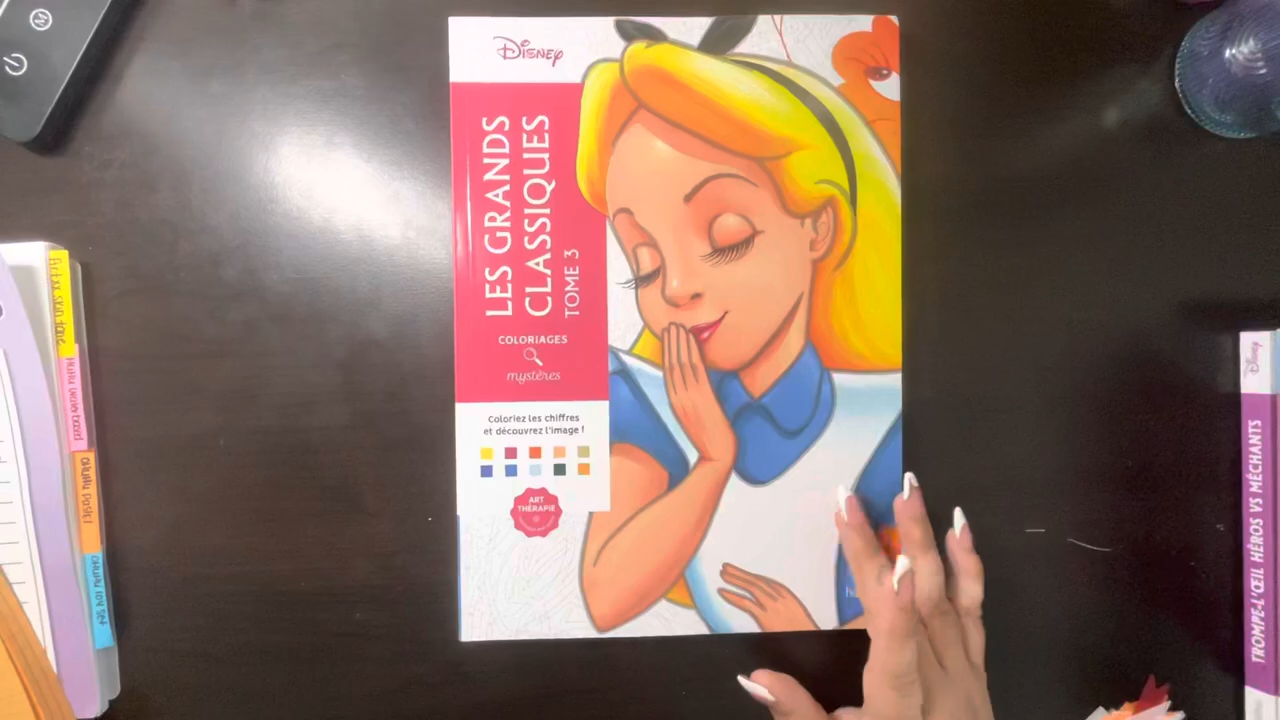 Disney
LES GRANDS
CLASSIQUES
TOME 3
COLORIAGES
mystères
Coloriez les chiffres
et découvrez l'image !
ART
THÉRAPIE
Disney
TROMPE-L'ŒIL HÉROS VS MÉCHANTS